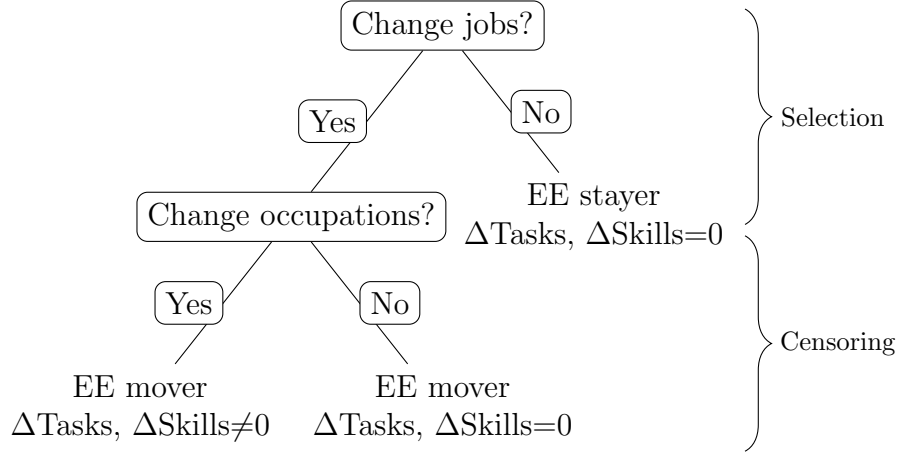 Change jobs?
Yes
No
Selection
EE stayer
ΔTasks, ΔSkills=0
Change occupations?
Yes
No
Censoring
EE mover
ΔTasks, ΔSkills≠0
EE mover
ΔTasks, ΔSkills=0